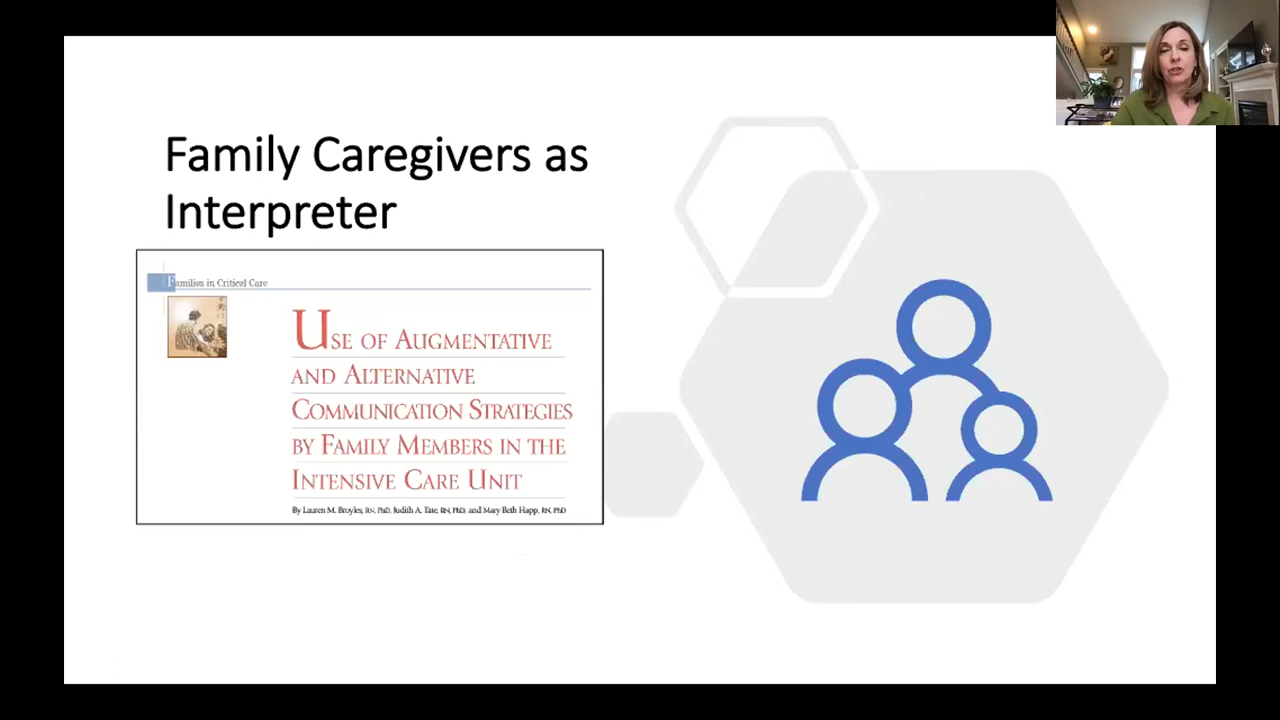 Family Caregivers as
Interpreter
Families in Critical Care
USE OF AUGMENTATIVE
AND ALTERNATIVE
COMMUNICATION STRATEGIES
BY FAMILY MEMBERS IN THE
INTENSIVE CARE UNIT
By Lauren M. Broyles, RN, PhD, Judith A. Tate, RN, PhD, and Mary Beth Happ, RN, PhD